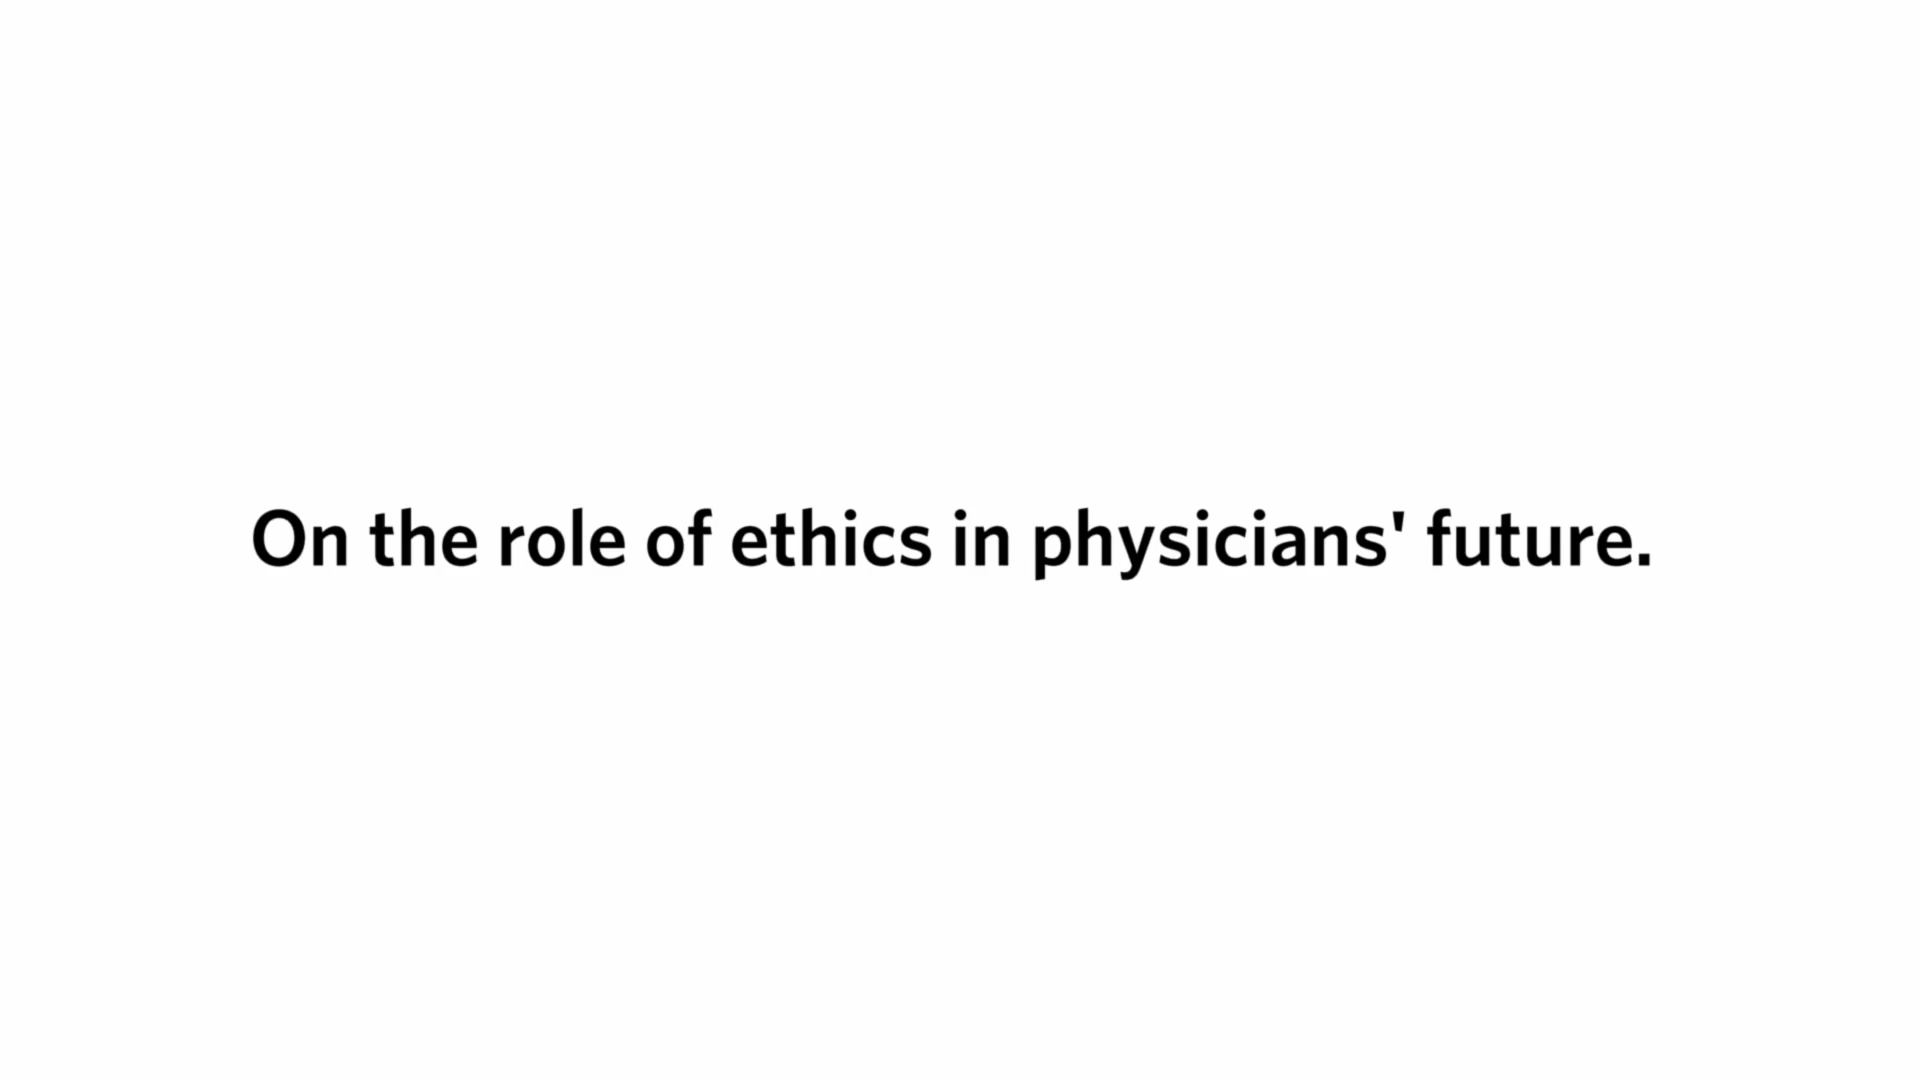 On the role of ethics in physicians' future.